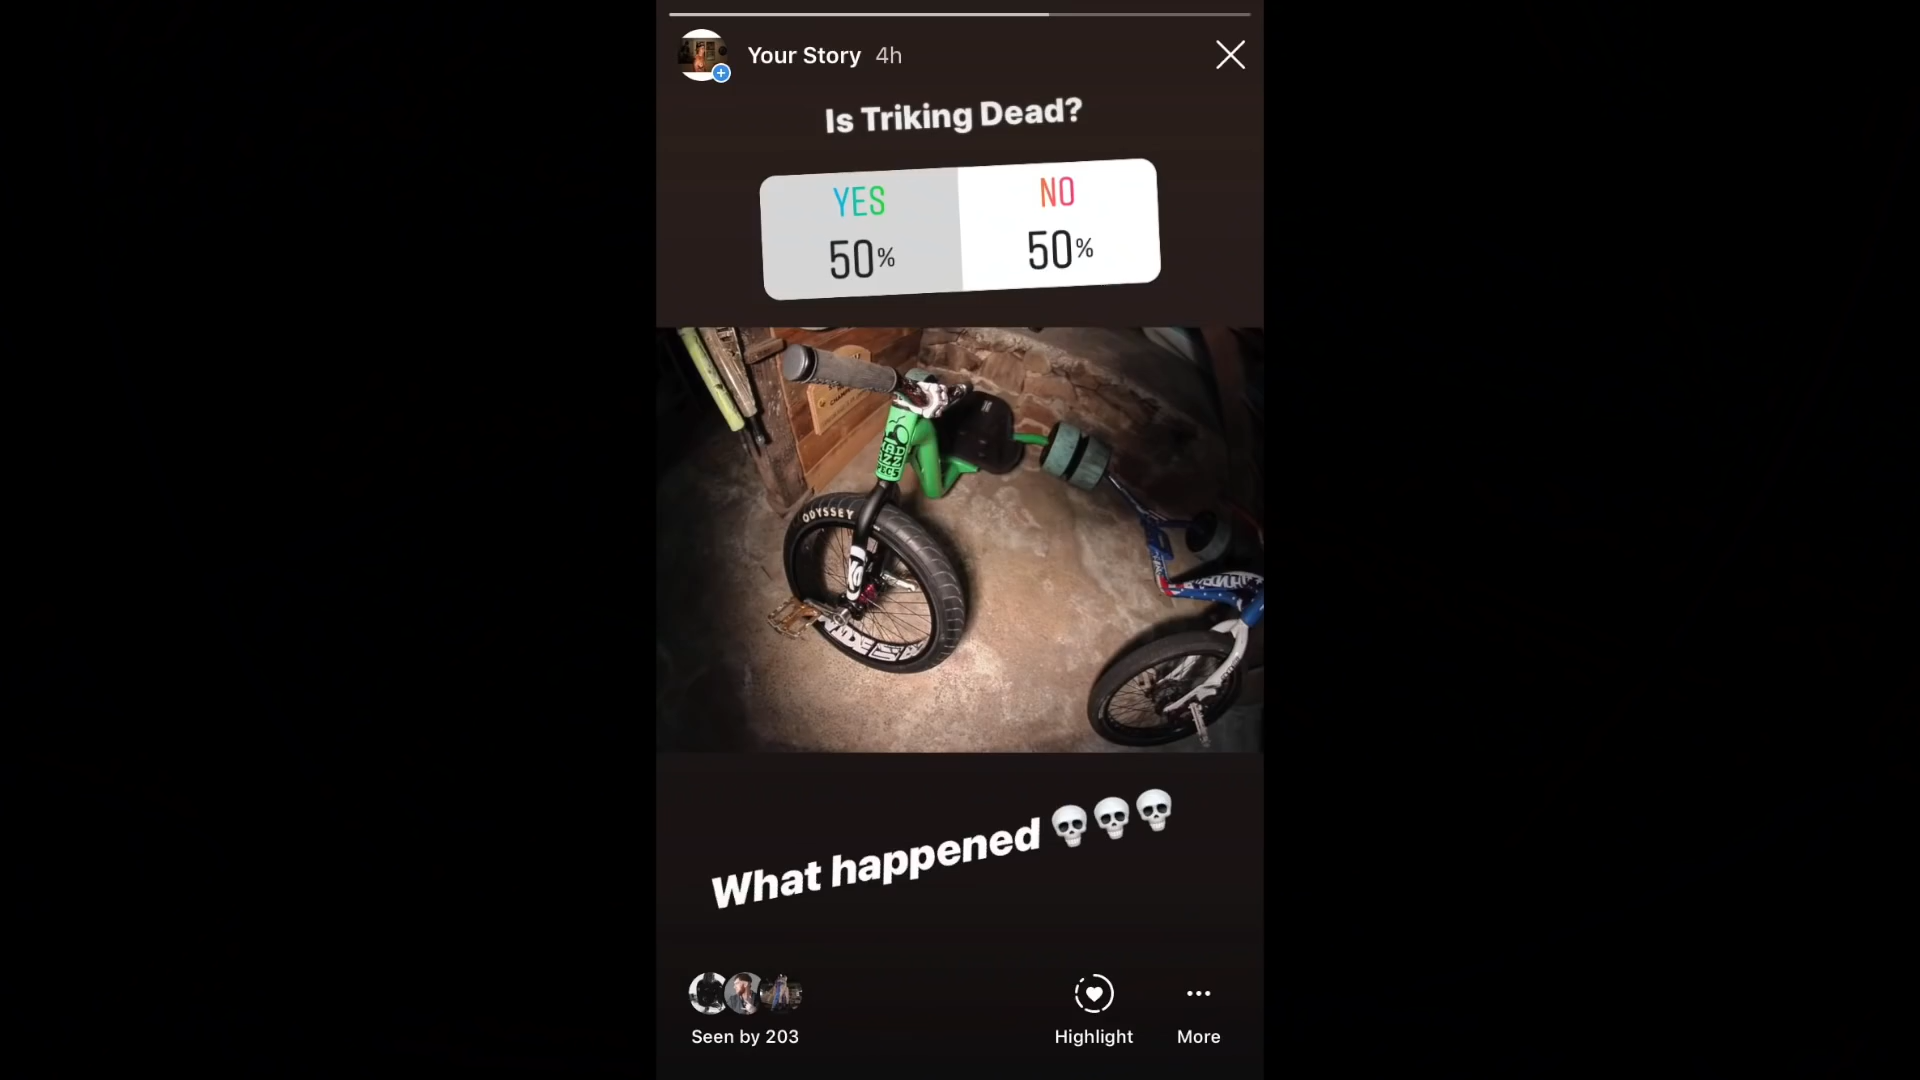 Your Story 4h
Is Triking Dead?
YES
50%
NO
50%
ODYSSEY
What happened 💀💀💀
Seen by 203
Highlight
More